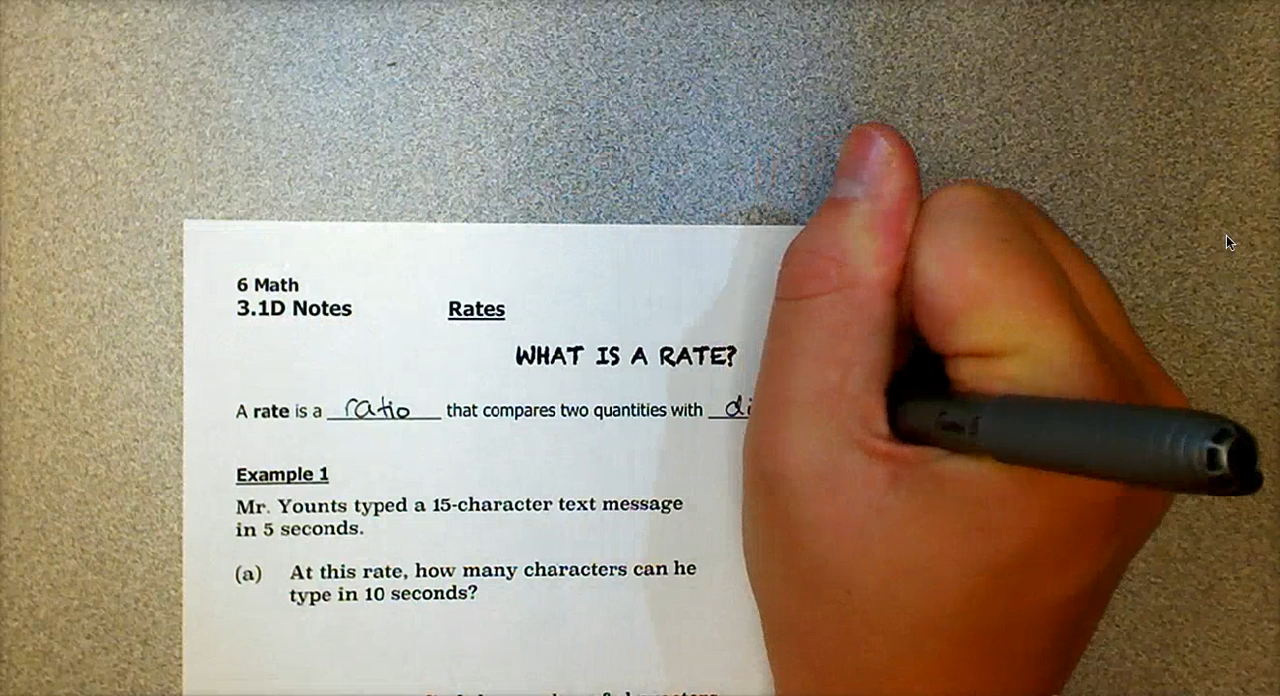 6 Math
3.1D Notes Rates
WHAT IS A RATE?
A rate is a ratio that compares two quantities with di
Example 1
Mr. Younts typed a 15-character text message
in 5 seconds.
(a) At this rate, how many characters can he
type in 10 seconds?